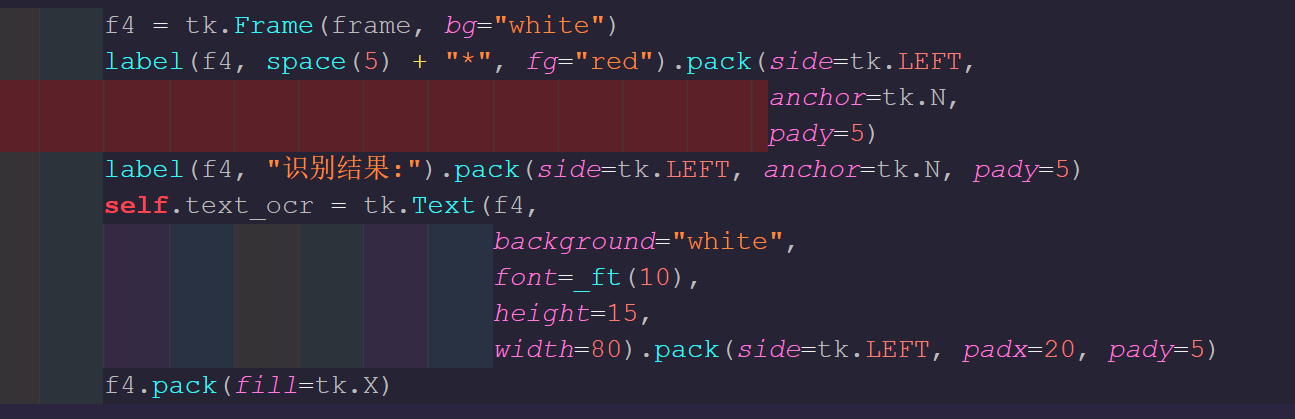 f4 = tk.Frame(frame, bg="white")
label(f4, space(5) + "*", fg="red").pack(side=tk.LEFT,
anchor=tk.N,
pady=5)
label(f4, "识别结果:").pack(side=tk.LEFT, anchor=tk.N, pady=5)
self.text_ocr = tk.Text(f4,
background="white",
font=_ft(10),
height=15,
width=80).pack(side=tk.LEFT, padx=20, pady=5)
f4.pack(fill=tk.X)